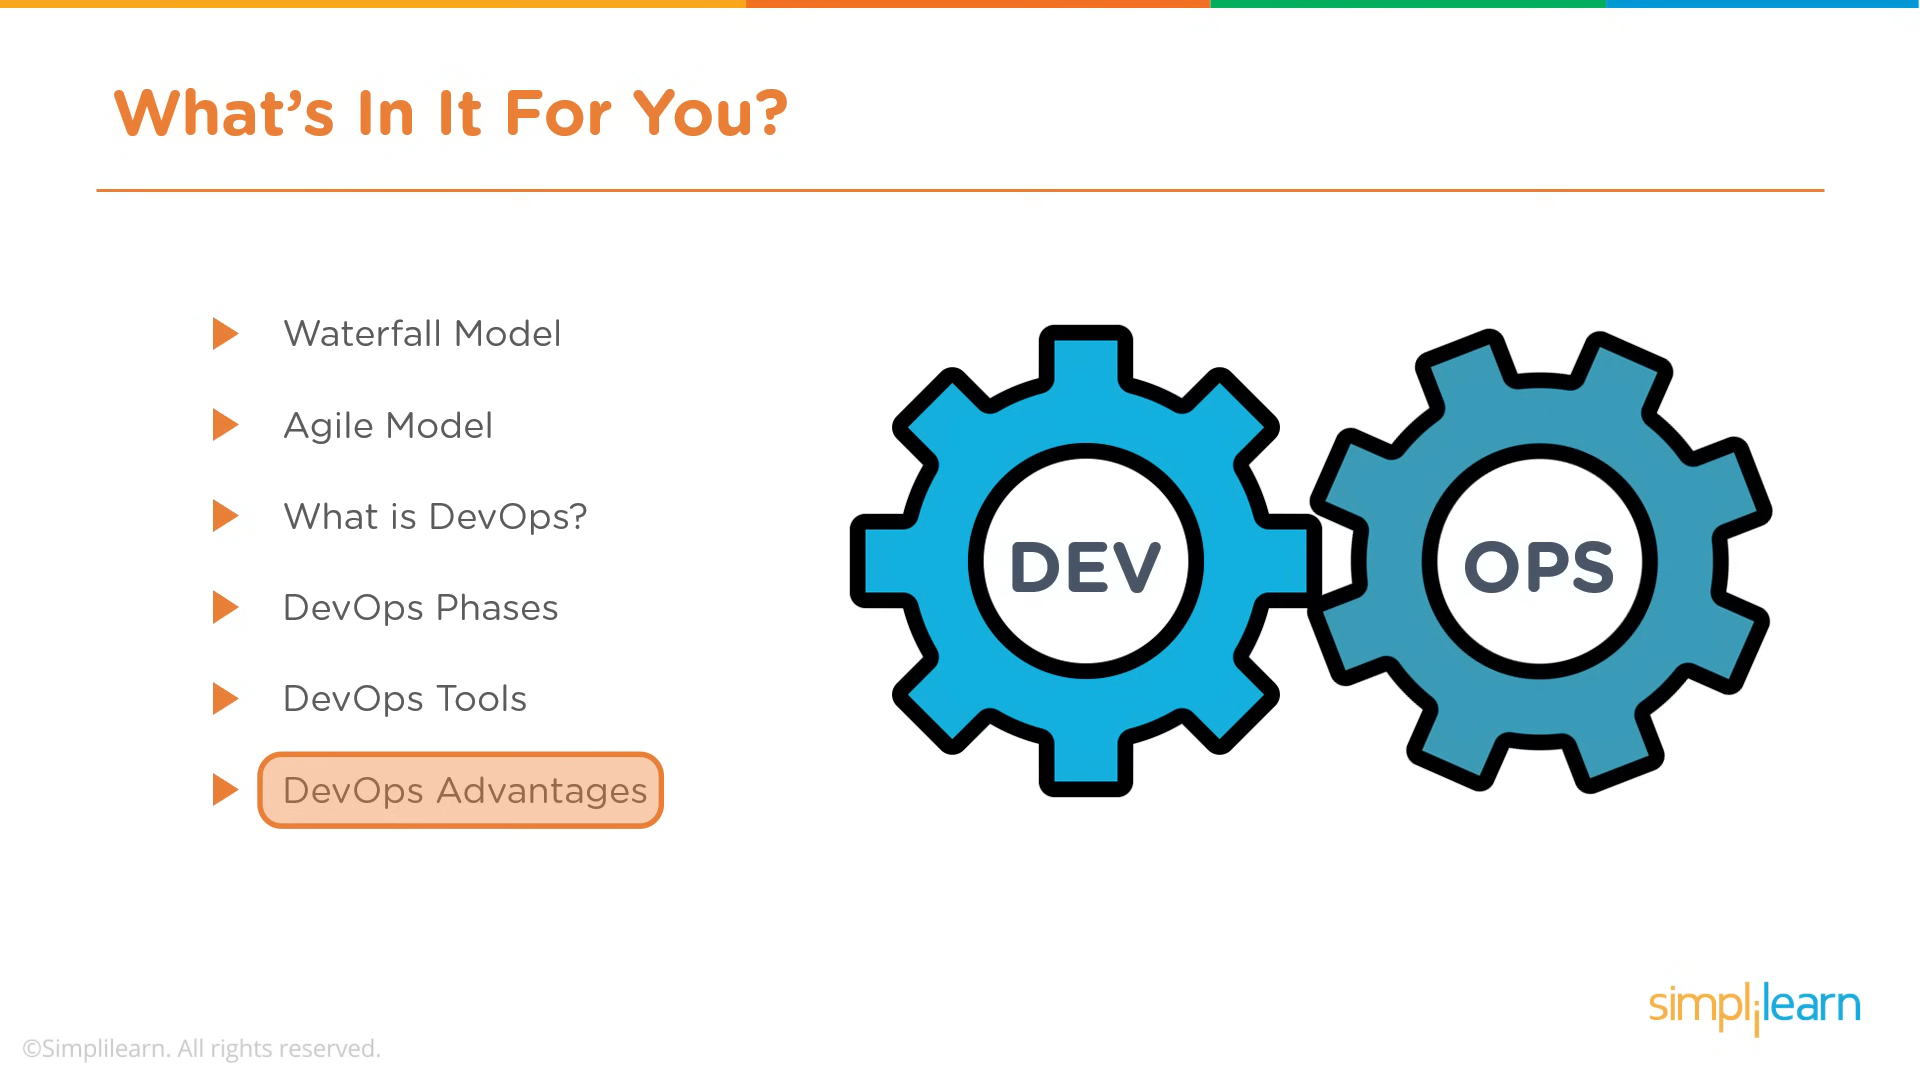 What’s In It For You?
Waterfall Model
Agile Model
What is DevOps?
DevOps Phases
DevOps Tools
DevOps Advantages
DEV
OPS
simplilearn
©Simplilearn. All rights reserved.